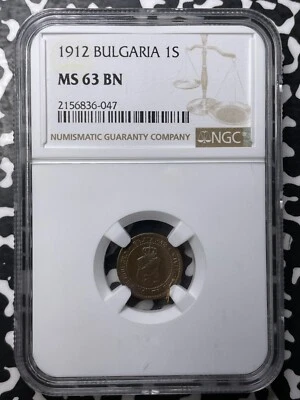 1912 BULGARIA 1S
MS 63 BN
2156836-047
NUMISMATIC GUARANTY COMPANY
NGC